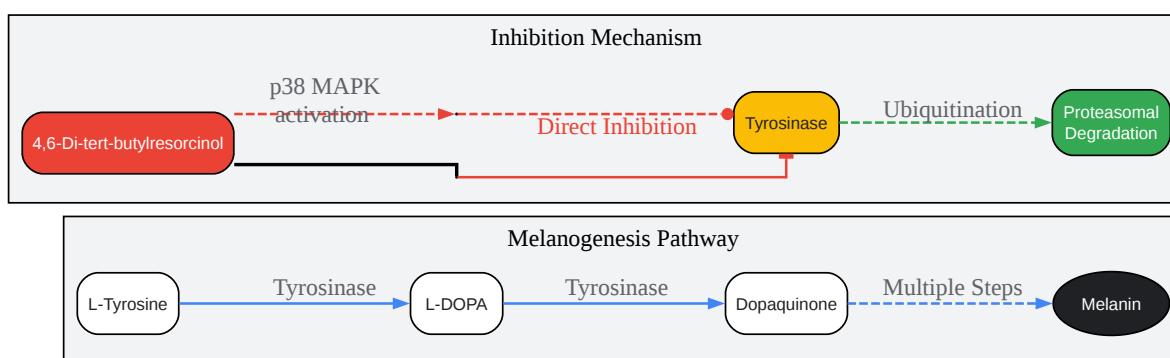 Inhibition Mechanism
p38 MAPK
activation
4,6-Di-tert-butylresorcinol
Direct Inhibition
Tyrosinase
Ubiquitination
Proteasomal
Degradation
Melanogenesis Pathway
L-Tyrosine
Tyrosinase
L-DOPA
Tyrosinase
Dopaquinone
Multiple Steps
Melanin